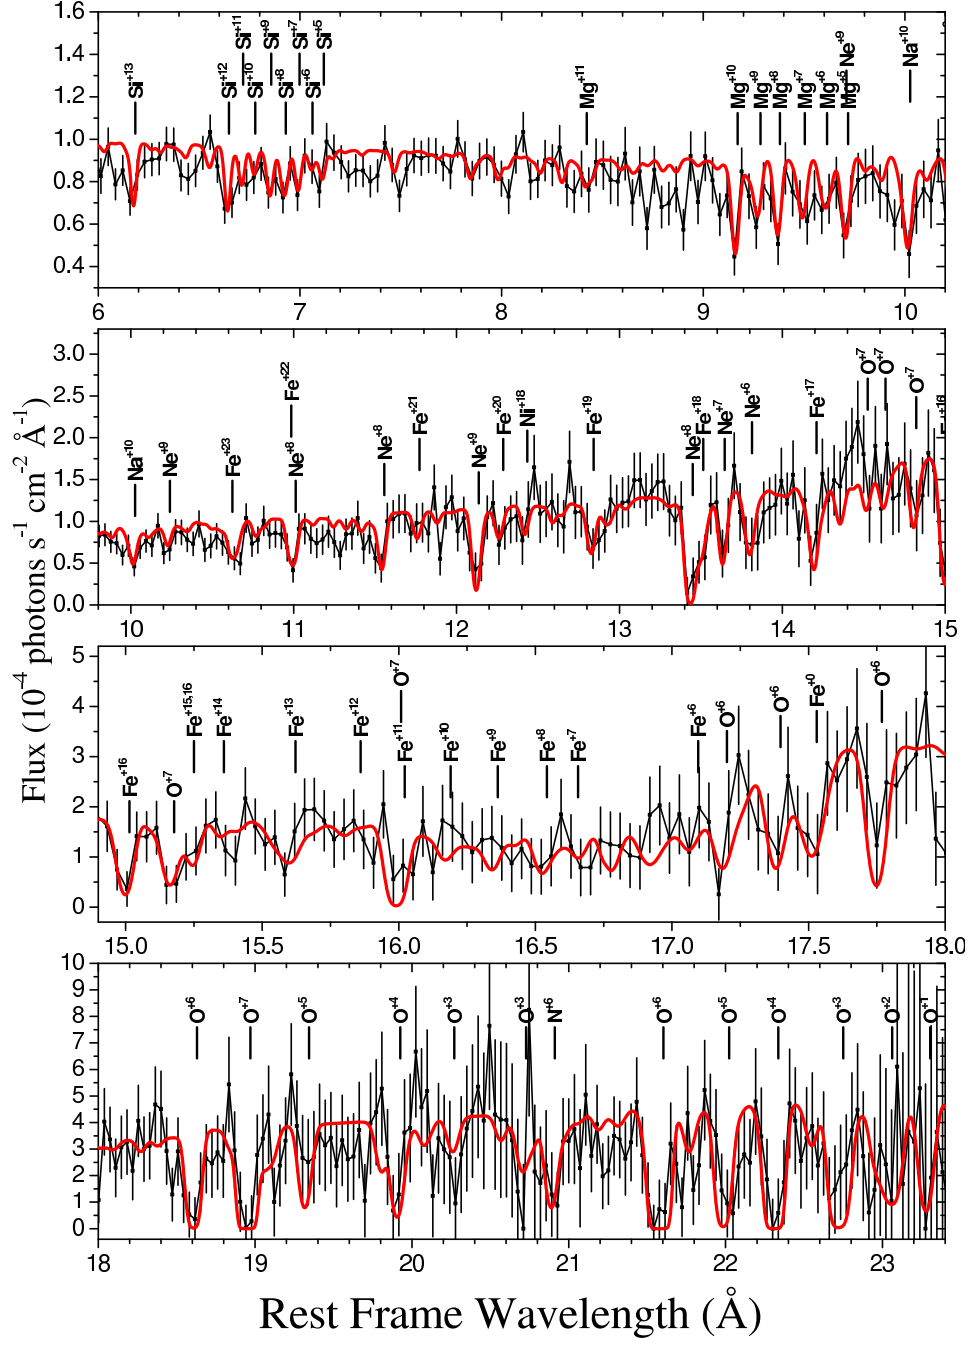 1.6
1.4
1.2
1.0
0.8
0.6
0.4
Si+13
Si+12
Si+11
Si+10
Si+9
Si+8
Si+7
Si+6
Si+5
Mg+11
Mg+10
Mg+9
Mg+8
Mg+7
Mg+6
Mg+5
Ne+9
Na+10
6 7 8 9 10
3.0
2.5
2.0
1.5
1.0
0.5
0.0
Na+10
Ne+9
Fe+23
Fe+22
Ne+8
Ne+8
Fe+21
Ne+9
Fe+20
Ni+18
Fe+19
Ne+8
Fe+18
Ne+7
Ne+6
Fe+17
O+7
O+7
O+7
Fe+16
10 11 12 13 14 15
Flux (10-4 photons s-1 cm-2 Å-1)
5
4
3
2
1
0
Fe+16
O+7
Fe+15,16
Fe+14
Fe+13
Fe+12
O+7
Fe+11
Fe+10
Fe+9
Fe+8
Fe+7
Fe+6
O+6
O+6
Fe+0
O+6
15.0 15.5 16.0 16.5 17.0 17.5 18.0
10
9
8
7
6
5
4
3
2
1
0
O+6
O+7
O+5
O+4
O+3
O+3
N+6
O+6
O+5
O+4
O+3
O+2
O+1
18 19 20 21 22 23
Rest Frame Wavelength (Å)